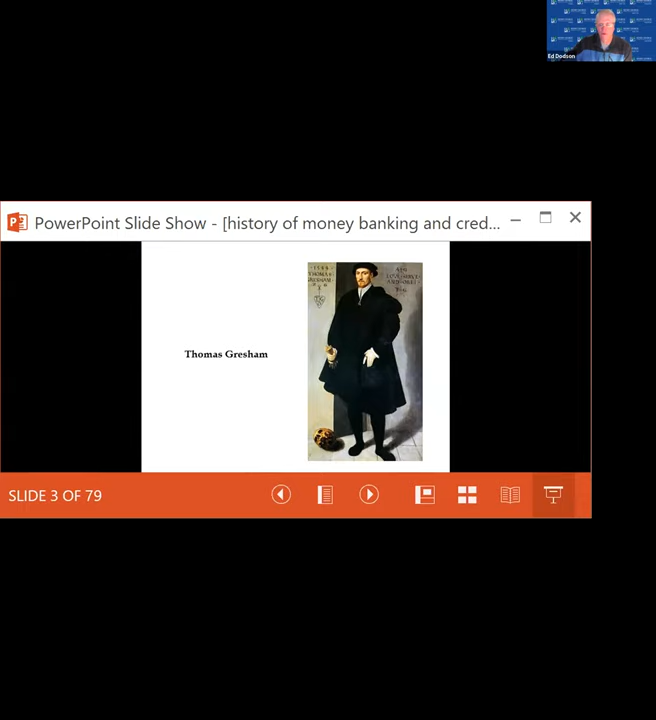 Ed Dodson
PowerPoint Slide Show - [history of money banking and cred...
Thomas Gresham
SLIDE 3 OF 79